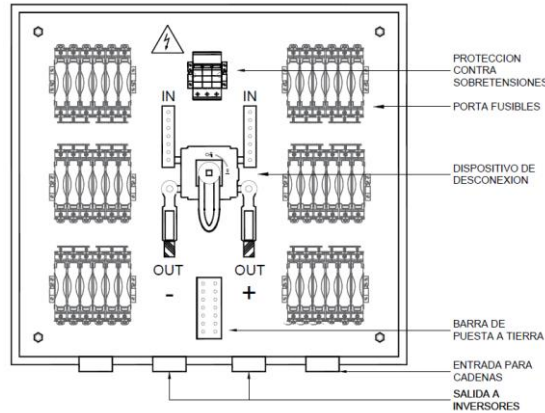 PROTECCION
CONTRA
SOBRETENSIONES
PORTA FUSIBLES
IN
IN
DISPOSITIVO DE
DESCONEXION
OUT
OUT
-
+
BARRA DE
PUESTA A TIERRA
ENTRADA PARA
CADENAS
SALIDA A
INVERSORES